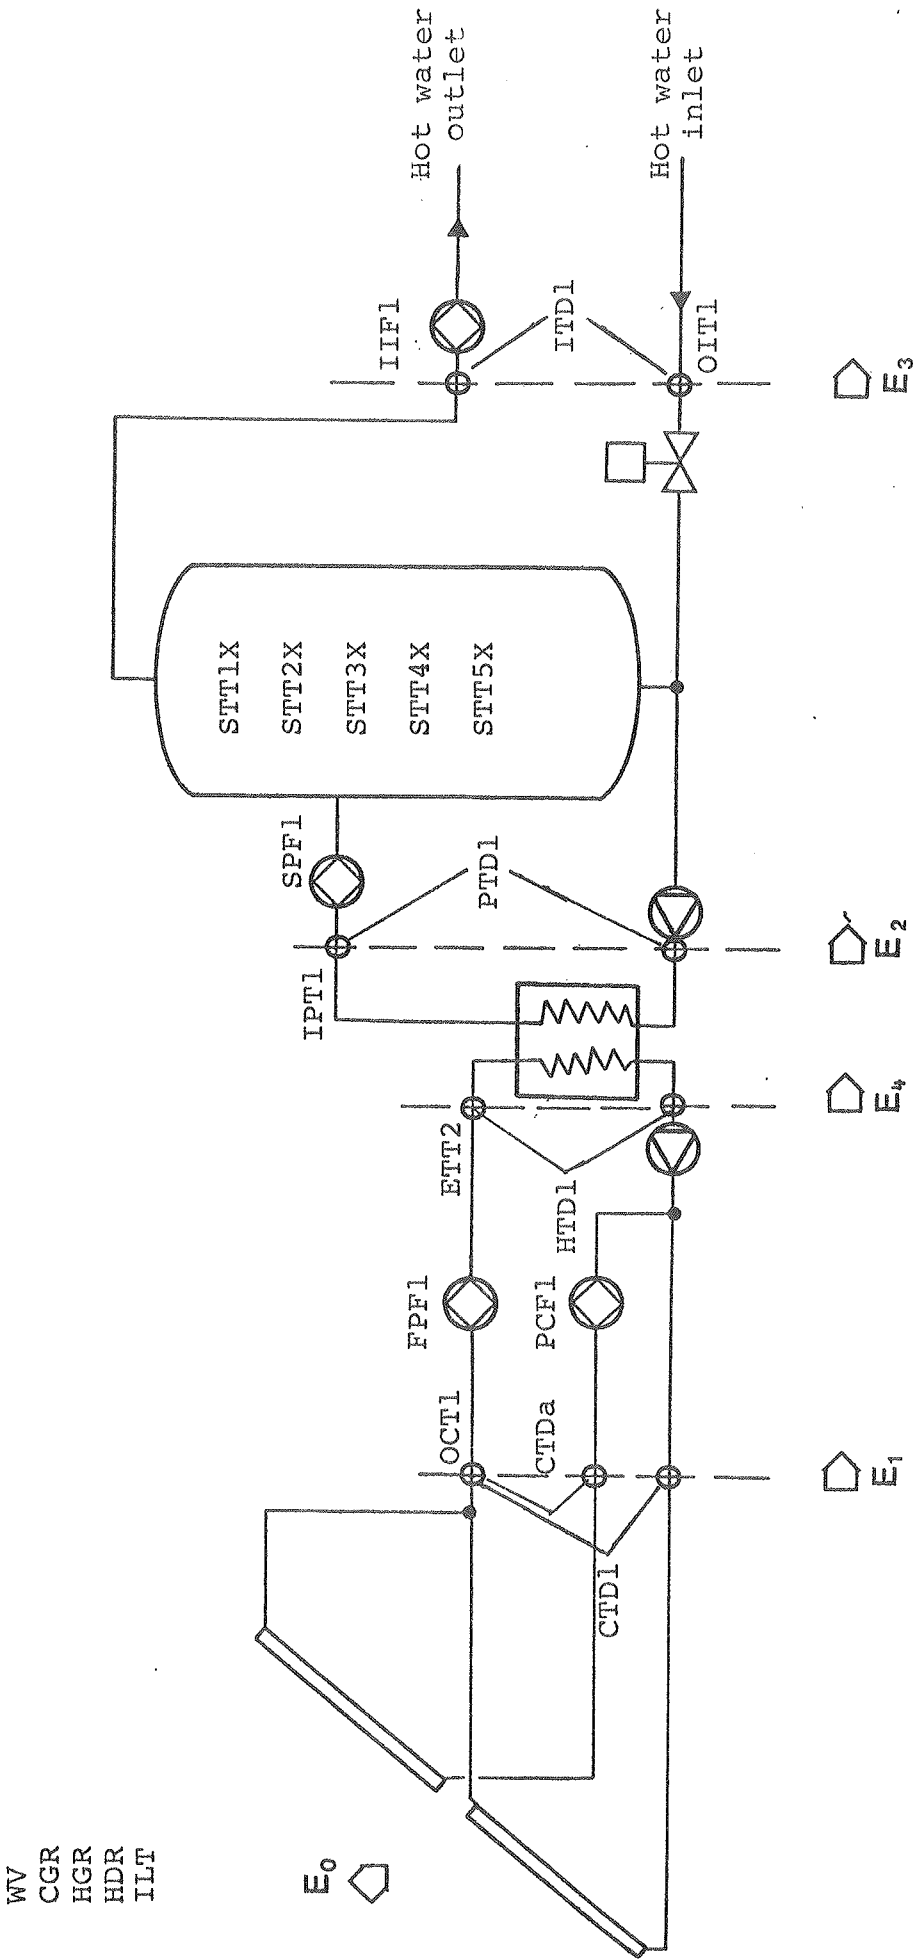 WV
CGR
HGR
HDR
ILT
E0
OCT1
CTDa
CTD1
E1
FPF1
PCF1
ETT2
HTD1
E4
IPT1
SPF1
PTD1
E2
STT1X
STT2X
STT3X
STT4X
STT5X
IIF1
ITD1
OIT1
E3
Hot water
outlet
Hot water
inlet